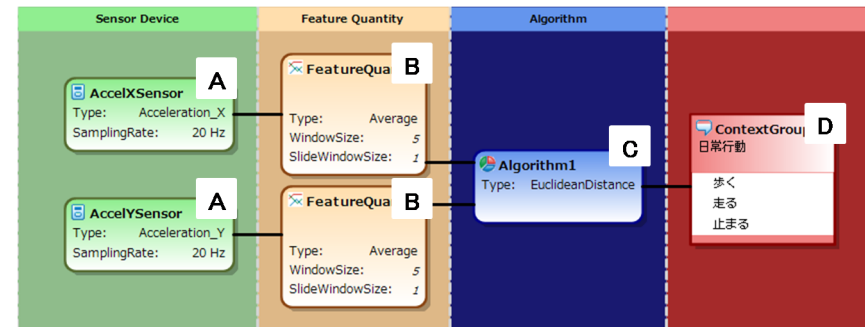 Sensor Device
Feature Quantity
Algorithm
A
AccelXSensor
Type: Acceleration_X
SamplingRate: 20 Hz
B
FeatureQua
Type: Average
WindowSize: 5
SlideWindowSize: 1
A
AccelYSensor
Type: Acceleration_Y
SamplingRate: 20 Hz
B
FeatureQua
Type: Average
WindowSize: 5
SlideWindowSize: 1
C
Algorithm1
Type: EuclideanDistance
D
ContextGroup
日常行動
歩く
走る
止まる